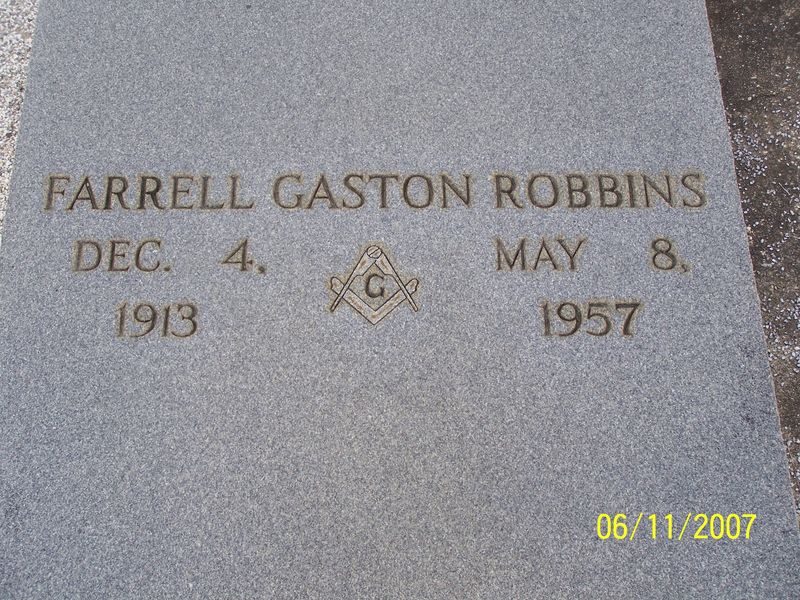 FARRELL GASTON ROBBINS
DEC. 4, MAY 8,
G
1913 1957
06/11/2007